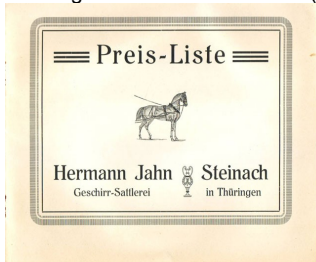 Preis-Liste
Hermann Jahn Steinach
Geschirr-Sattlerei in Thüringen